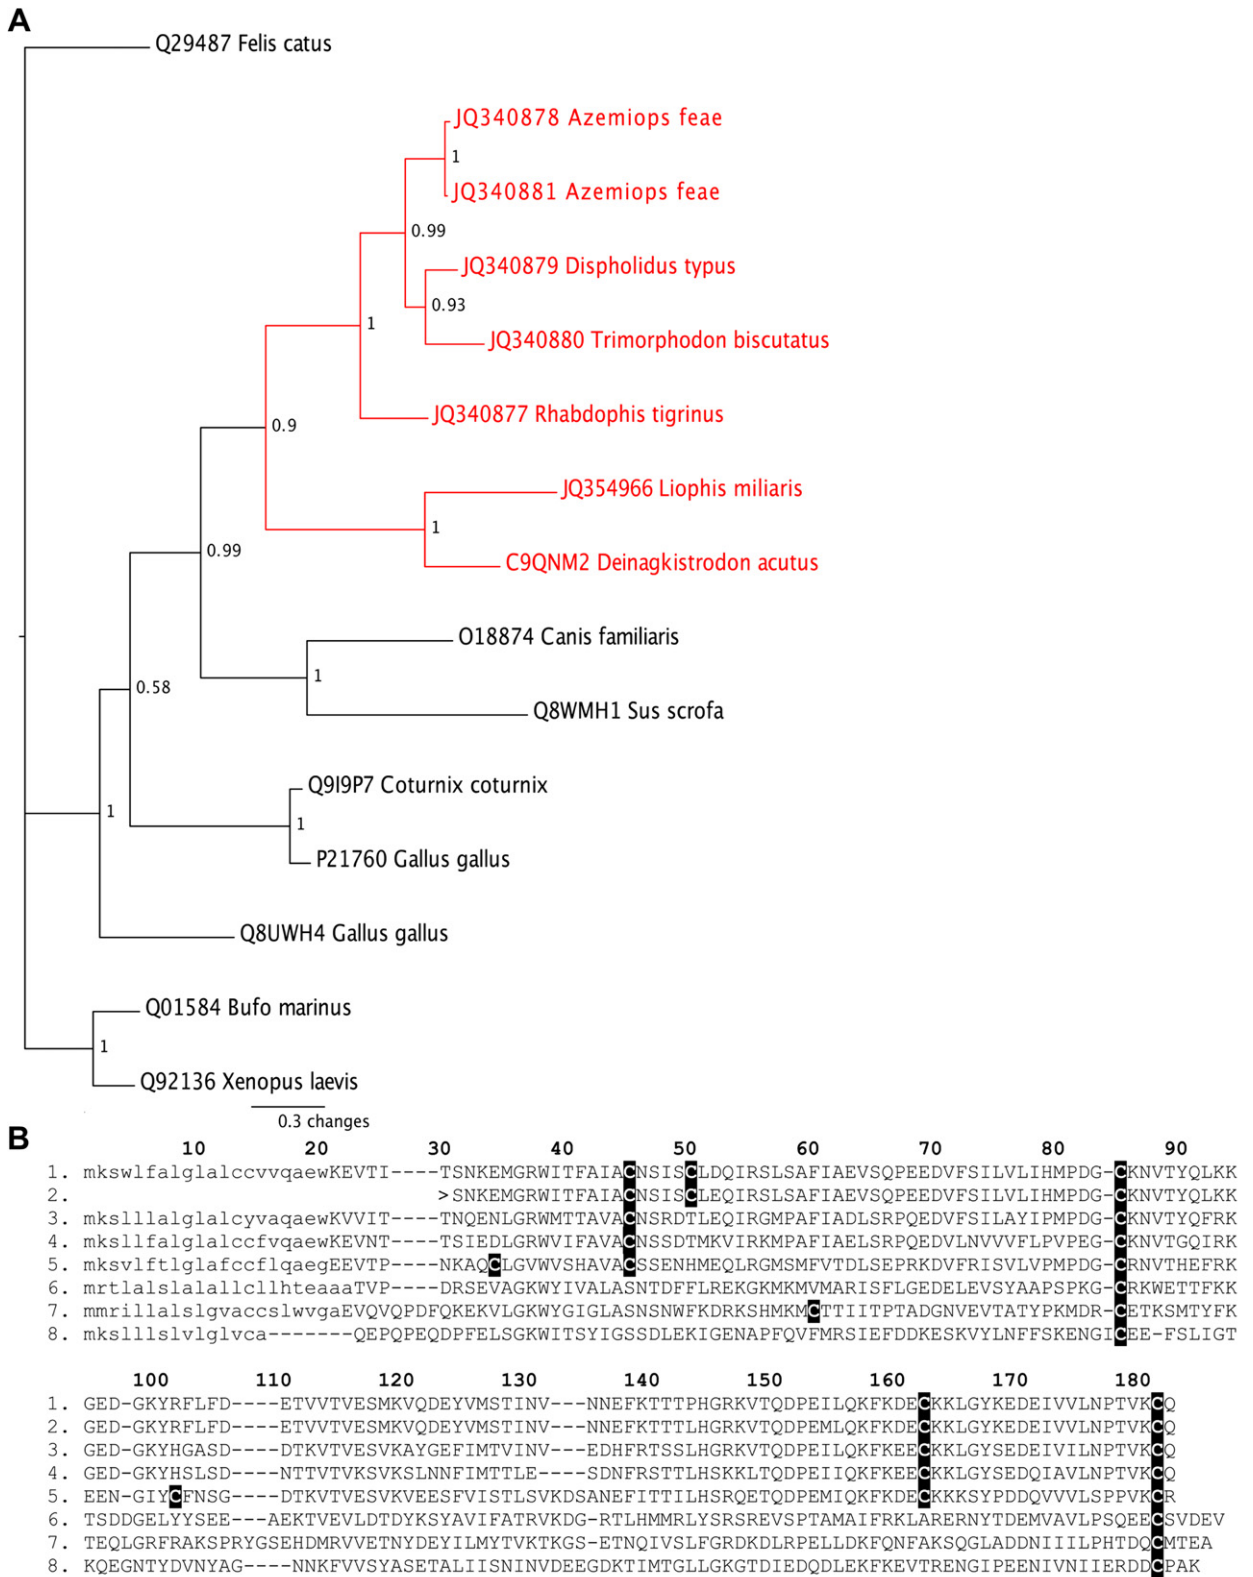 A
Q29487 Felis catus
JQ340878 Azemiops feae
1
JQ340881 Azemiops feae
0.99
JQ340879 Dispholidus typus
0.93
JQ340880 Trimorphodon biscutatus
1
JQ340877 Rhabdophis tigrinus
0.9
JQ354966 Liophis miliaris
1
C9QNM2 Deinagkistrodon acutus
0.99
O18874 Canis familiaris
1
0.58
Q8WMH1 Sus scrofa
Q9I9P7 Coturnix coturnix
1
1
P21760 Gallus gallus
Q8UWH4 Gallus gallus
Q01584 Bufo marinus
1
Q92136 Xenopus laevis
0.3 changes
B
10 20 30 40 50 60 70 80 90
1. mkswlfalglalccvvqaewKEVTI----TSNKEMGRWITFAIACNSISCLDQIRSLSAFIAEVSQPEEDVFSILVLIHMPDG-CKNVTYQLKK
2. >SNKEMGRWITFAIACNSISCLEQIRSLSAFIAEVSQPEEDVFSILVLIHMPDG-CKNVTYQLKK
3. mkslllalglalcyvaqaewKVVIT----TNQENLGRWMTTAVACNSRDTLEQIRGMPAFIADLSRPQEDVFSILAYIPMPDG-CKNVTYQFRK
4. mksllfalglalccfvqaewKEVNT----TSIEDLGRWVIFAVACNSSDTMKVIRKMPAFIAELSRPQEDVLNVVVFLPVPEG-CKNVTGQIRK
5. mksvlftlglafccflqaegEEVTP----NKAQCLGVWVSHAVACSSENHMEQLRGMSMFVTDLSEPRKDVFRISVLVPMPDG-CRNVTHEFRK
6. mrtlalslalallcllhteaaaTVP----DRSEVAGKWYIVALASNTDFFLREKGKMKMVMARISFLGEDELEVSYAAPSPKG-CRKWETTFKK
7. mmrillalslgvaccslwvgaEVQVQPDFQKEKVLGKWYGIGLASNSNWFKDRKSHMKMCTTIITPTADGNVEVTATYPKMDR-CETKSMTYFK
8. mkslllslvlglvca-------QEPQPEQDPFELSGKWITSYIGSSDLEKIGENAPFQVFMRSIEFDDKESKVYLNFFSKENGICEE-FSLIGT
100 110 120 130 140 150 160 170 180
1. GED-GKYRFLFD----ETVVTVESMKVQDEYVMSTINV---NNEFKTTTPHGRKVTQDPEILQKFKDECKKLGYKEDEIVVLNPTVKCQ
2. GED-GKYRFLFD----ETVVTVESMKVQDEYVMSTINV---NNEFKTTTPHGRKVTQDPEMLQKFKDECKKLGYKEDEIVVLNPTVKCQ
3. GED-GKYHGASD----DTKVTVESVKAYGEFIMTVINV---EDHFRTSSLHGRKVTQDPEILQKFKEECKKLGYSEDEIVILNPTVKCQ
4. GED-GKYHSLSD----NTTVTVKSVKSLNNFIMTTLE----SDNFRSTTLHSKKLTQDPEIIQKFKEECKKLGYSEDQIAVLNPTVKCQ
5. EEN-GIYCFNSG----DTKVTVESVKVEESFVISTLSVKDSANEFITTILHSRQETQDPEMIQKFKDECKKKSYPDDQVVVLSPPVKCR
6. TSDDGELYYSEE---AEKTVEVLDTDYKSYAVIFATRVKDG-RTLHMMRLYSRSREVSPTAMAIFRKLARERNYTDEMVAVLPSQEECSVDEV
7. TEQLGRFRAKSPRYGSEHDMRVVETNYDEYILMYTVKTKGS-ETNQIVSLFGRDKDLRPELLDKFQNFAKSQGLADDNIIILPHTDQCMTEA
8. KQEGNTYDVNYAG----NNKFVVSYASETALIISNINVDEEGDKTIMTGLLGKGTDIEDQDLEKFKEVTRENGIPEENIVNIIERDDCPAK